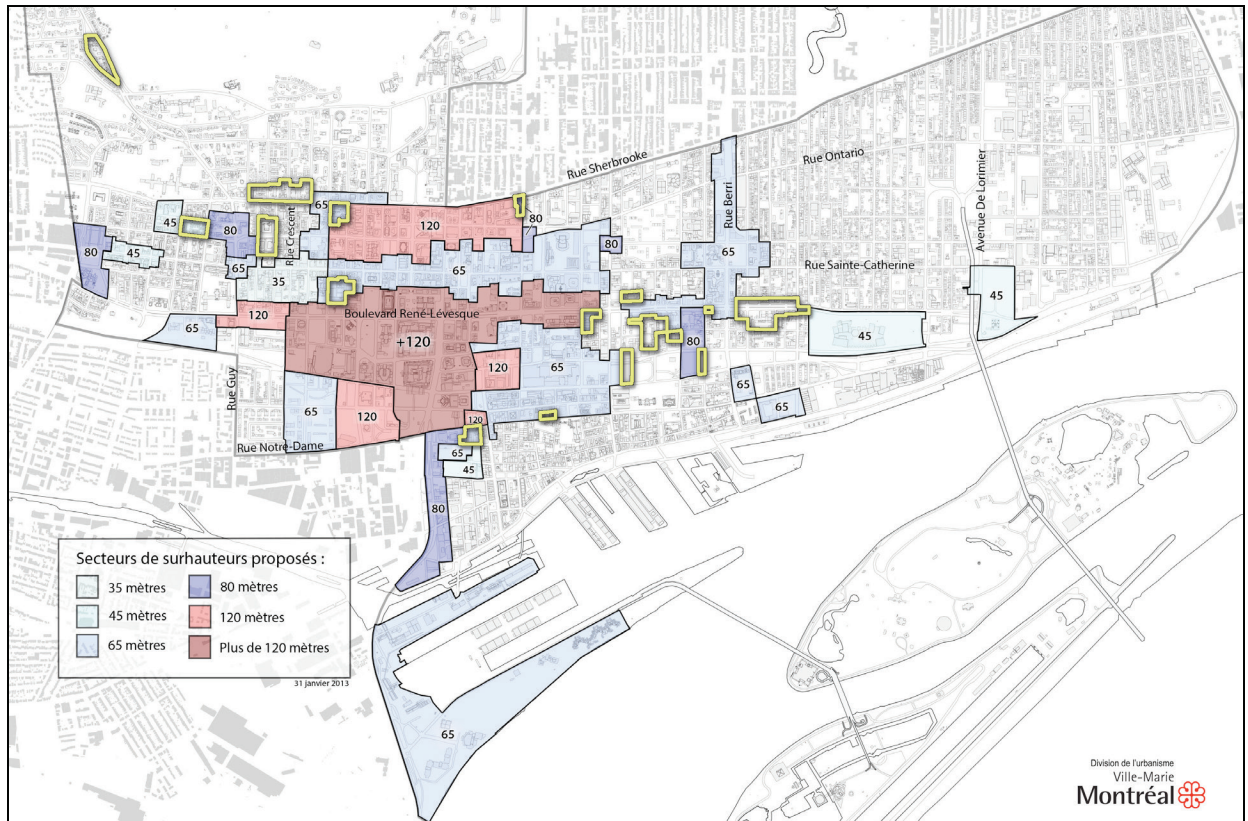 Rue Sherbrooke
Rue Ontario
Avenue De Lorimier
Rue Berri
Rue Crescent
65
45
80
120
80
80
45
80
65
65
65
Rue Sainte-Catherine
35
45
120
Boulevard René-Lévesque
65
+120
80
45
120
65
Rue Guy
65
120
65
65
120
Rue Notre-Dame
65
45
80
65
Secteurs de surhauteurs proposés :
35 mètres
80 mètres
45 mètres
120 mètres
65 mètres
Plus de 120 mètres
31 janvier 2013
Division de l'urbanisme
Ville-Marie
Montréal